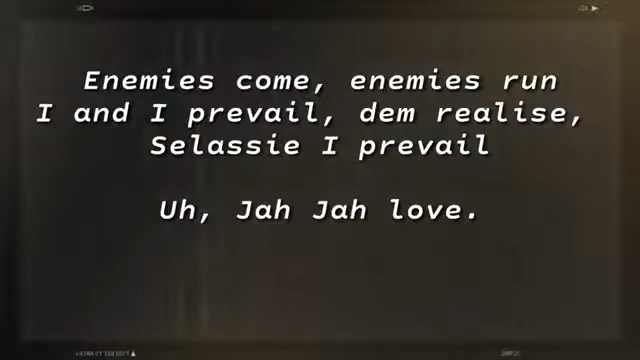 Enemies come, enemies run
I and I prevail, dem realise,
Selassie I prevail
Uh, Jah Jah love.